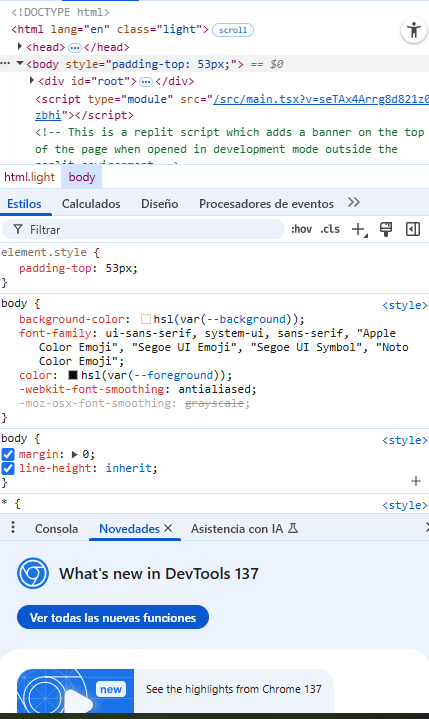 <!DOCTYPE html>
<html lang="en" class="light"> scroll
<head> … </head>
… <body style="padding-top: 53px;"> == $0
<div id="root"> … </div>
<script type="module" src="/src/main.tsx?v=seTAx4Arrg8d821z0
zbhi"></script>
<!-- This is a replit script which adds a banner on the top
of the page when opened in development mode outside the
html.light body
Estilos Calculados Diseño Procesadores de eventos
Filtrar :hov .cls
element.style {
padding-top: 53px;
}
body { <style>
background-color: hsl(var(--background));
font-family: ui-sans-serif, system-ui, sans-serif, "Apple
Color Emoji", "Segoe UI Emoji", "Segoe UI Symbol", "Noto
Color Emoji";
color: hsl(var(--foreground));
-webkit-font-smoothing: antialiased;
-moz-osx-font-smoothing: grayscale;
}
body { <style>
margin: 0;
line-height: inherit;
}
* { <style>
Consola Novedades Asistencia con IA
What's new in DevTools 137
Ver todas las nuevas funciones
new See the highlights from Chrome 137